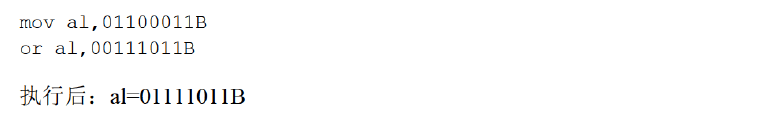 mov al,01100011B
or al,00111011B
执行后：al=01111011B